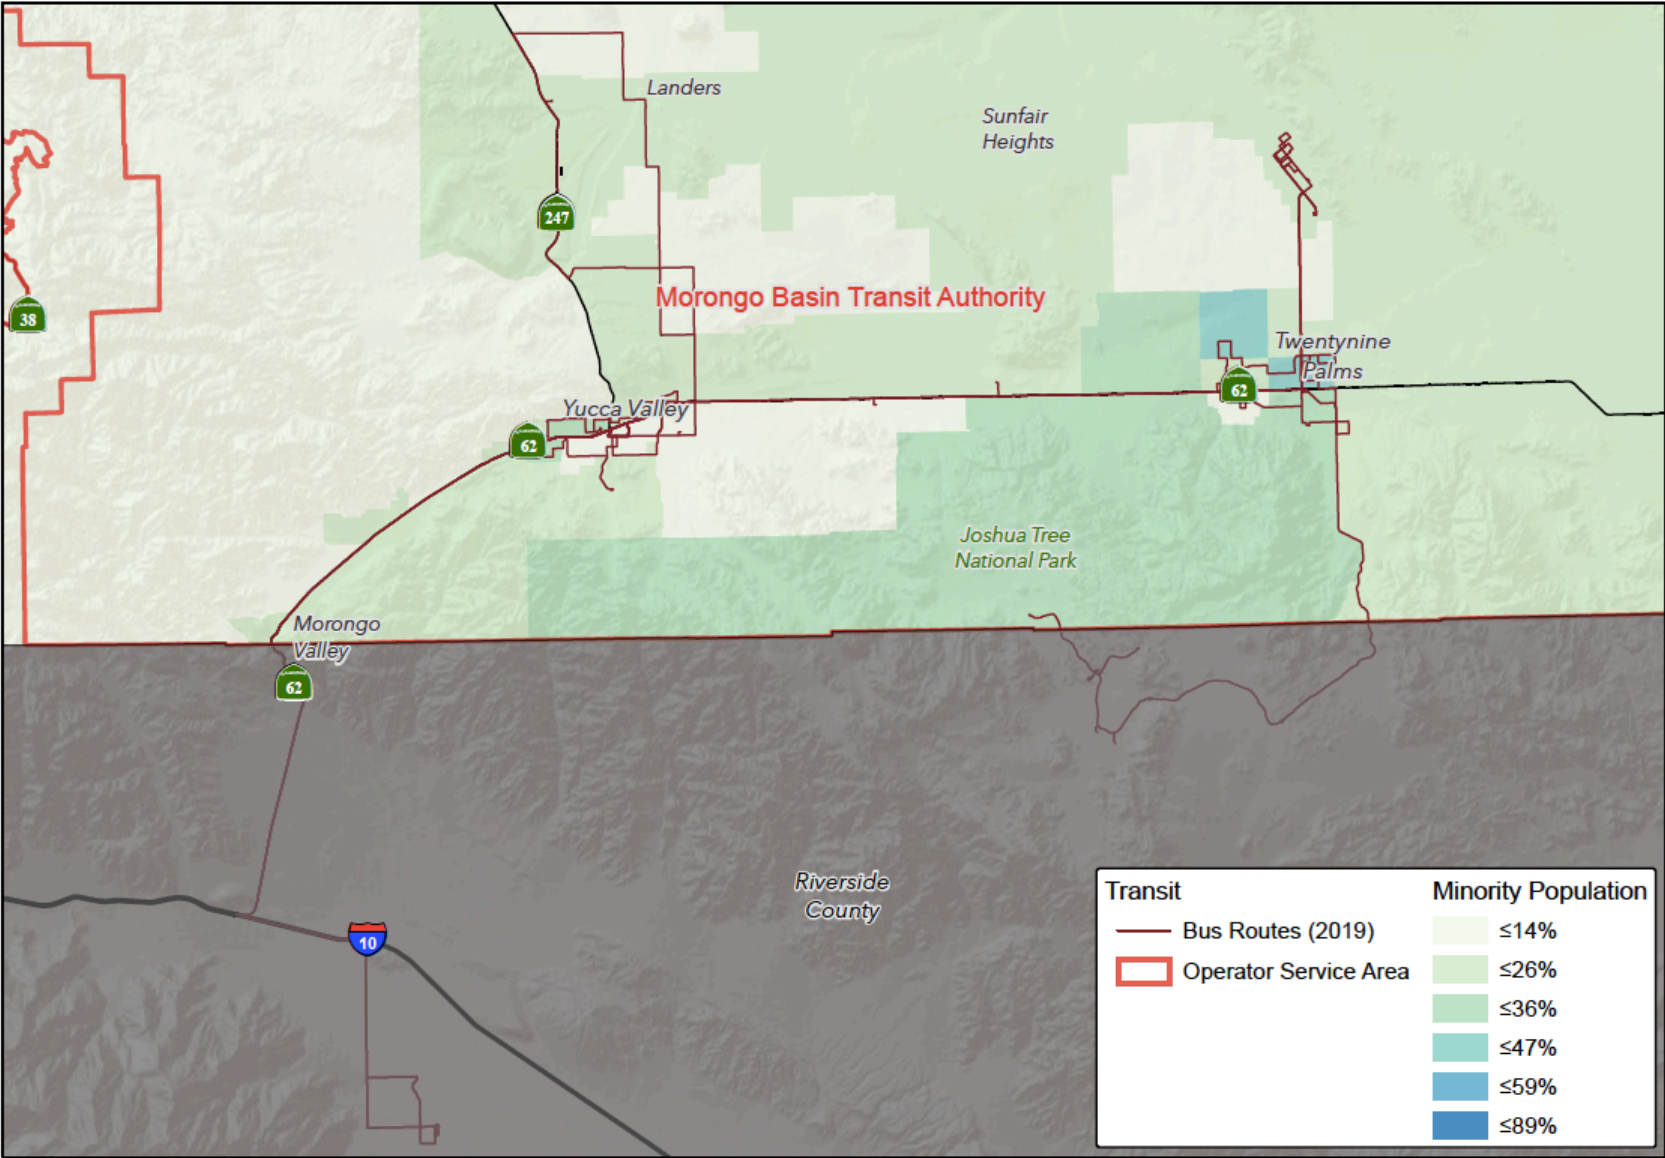 Landers
Sunfair
Heights
247
38
Morongo Basin Transit Authority
Twentynine
Palms
62
Yucca Valley
62
Joshua Tree
National Park
Morongo
Valley
62
Riverside
County
10
Transit
Bus Routes (2019)
Operator Service Area
Minority Population
≤14%
≤26%
≤36%
≤47%
≤59%
≤89%